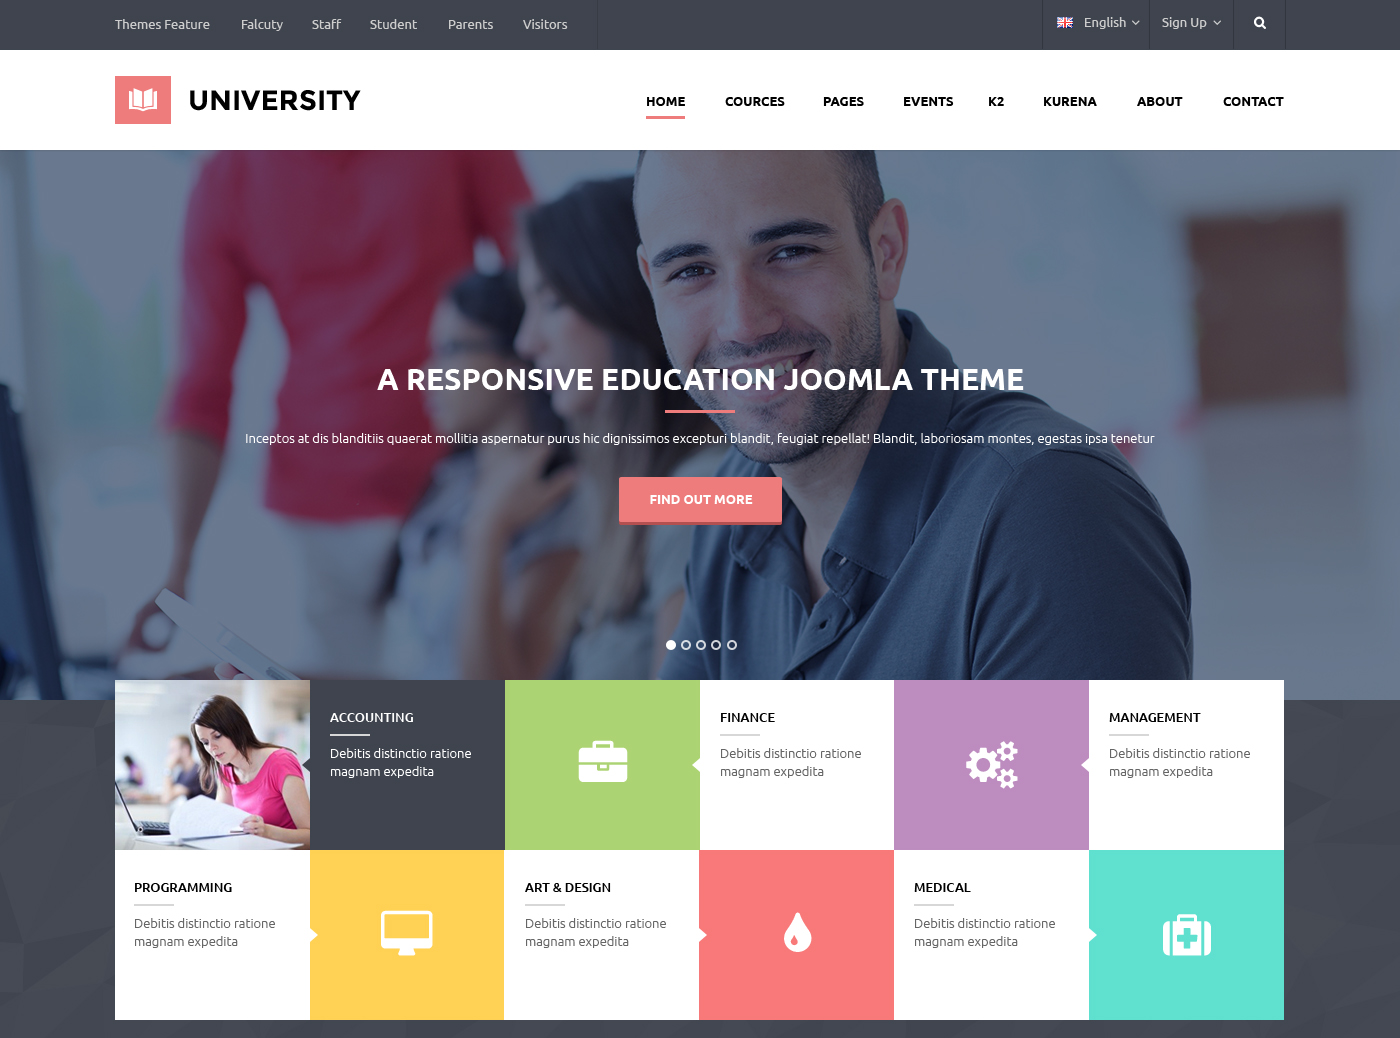 Themes Feature Falcuty Staff Student Parents Visitors English Sign Up
UNIVERSITY HOME COURCES PAGES EVENTS K2 KURENA ABOUT CONTACT
A RESPONSIVE EDUCATION JOOMLA THEME
Inceptos at dis blanditiis quaerat mollitia aspernatur purus hic dignissimos excepturi blandit, feugiat repellat! Blandit, laboriosam montes, egestas ipsa tenetur
FIND OUT MORE
ACCOUNTING
Debitis distinctio ratione
magnam expedita
FINANCE
Debitis distinctio ratione
magnam expedita
MANAGEMENT
Debitis distinctio ratione
magnam expedita
PROGRAMMING
Debitis distinctio ratione
magnam expedita
ART & DESIGN
Debitis distinctio ratione
magnam expedita
MEDICAL
Debitis distinctio ratione
magnam expedita